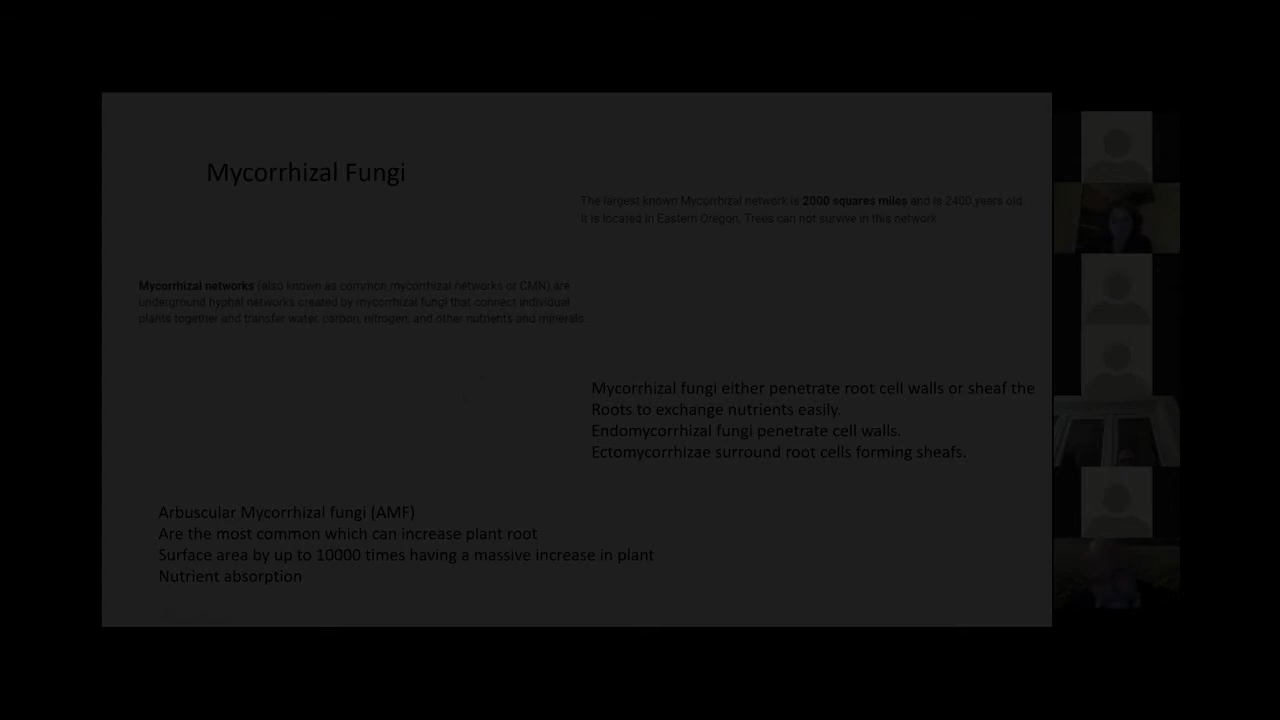 Mycorrhizal Fungi
The largest known Mycorrhizal network is 2000 squares miles and is 2400 years old.
It is located in Eastern Oregon. Trees can not survive in this network
Mycorrhizal networks (also known as common mycorrhizal networks or CMN) are
underground hyphal networks created by mycorrhizal fungi that connect individual
plants together and transfer water, carbon, nitrogen, and other nutrients and minerals
Mycorrhizal fungi either penetrate root cell walls or sheaf the
Roots to exchange nutrients easily.
Endomycorrhizal fungi penetrate cell walls.
Ectomycorrhizae surround root cells forming sheafs.
Arbuscular Mycorrhizal fungi (AMF)
Are the most common which can increase plant root
Surface area by up to 10000 times having a massive increase in plant
Nutrient absorption